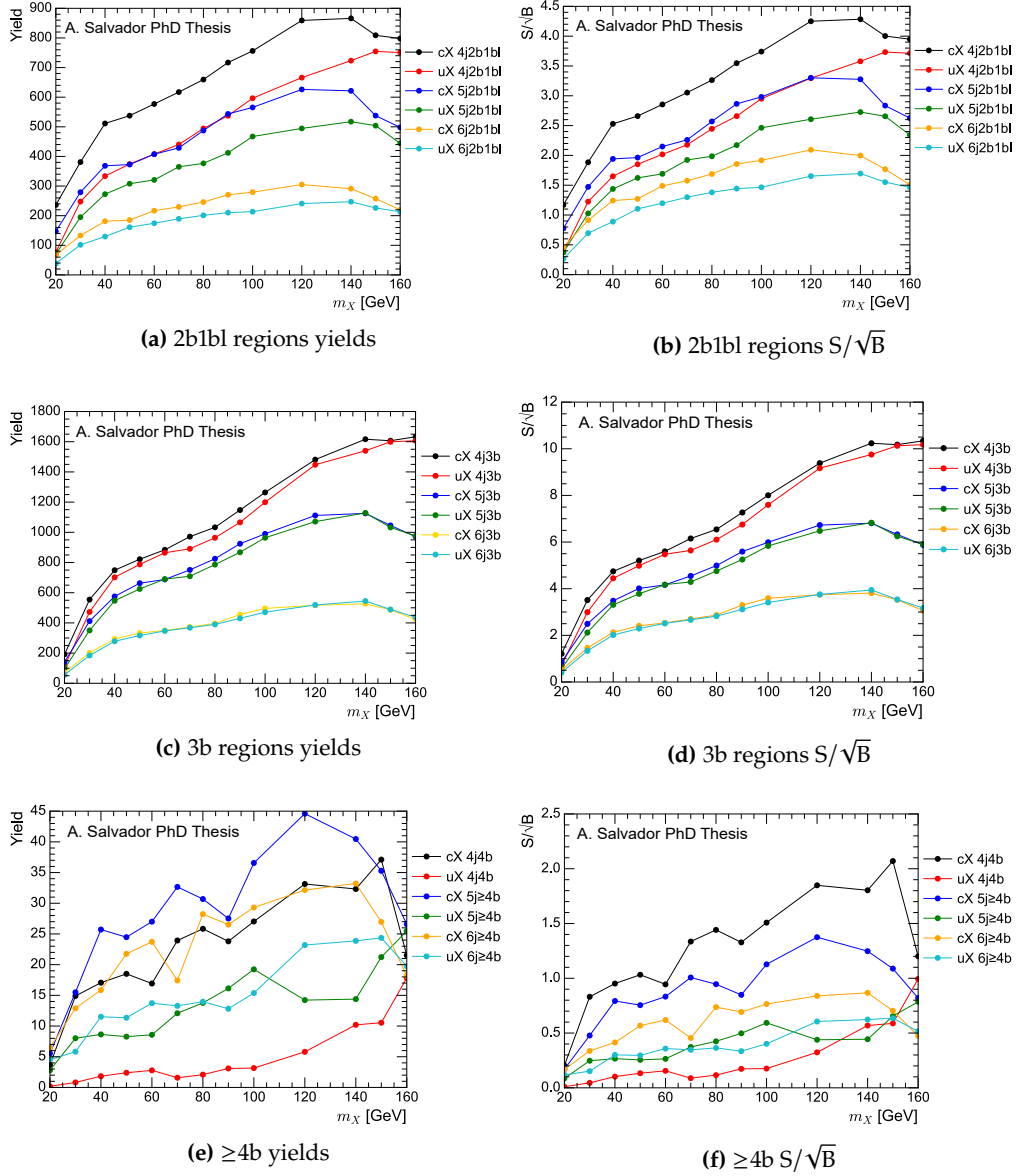 Yield
A. Salvador PhD Thesis
900
800
700
600
500
400
300
200
100
0
20 40 60 80 100 120 140 160
m_X [GeV]
cX 4j2b1bl
uX 4j2b1bl
cX 5j2b1bl
uX 5j2b1bl
cX 6j2b1bl
uX 6j2b1bl
(a) 2b1bl regions yields
S/√B
A. Salvador PhD Thesis
4.5
4.0
3.5
3.0
2.5
2.0
1.5
1.0
0.5
0.0
20 40 60 80 100 120 140 160
m_X [GeV]
cX 4j2b1bl
uX 4j2b1bl
cX 5j2b1bl
uX 5j2b1bl
cX 6j2b1bl
uX 6j2b1bl
(b) 2b1bl regions S/√B
Yield
A. Salvador PhD Thesis
1800
1600
1400
1200
1000
800
600
400
200
0
20 40 60 80 100 120 140 160
m_X [GeV]
cX 4j3b
uX 4j3b
cX 5j3b
uX 5j3b
cX 6j3b
uX 6j3b
(c) 3b regions yields
S/√B
A. Salvador PhD Thesis
12
10
8
6
4
2
0
20 40 60 80 100 120 140 160
m_X [GeV]
cX 4j3b
uX 4j3b
cX 5j3b
uX 5j3b
cX 6j3b
uX 6j3b
(d) 3b regions S/√B
Yield
A. Salvador PhD Thesis
45
40
35
30
25
20
15
10
5
0
20 40 60 80 100 120 140 160
m_X [GeV]
cX 4j4b
uX 4j4b
cX 5j≥4b
uX 5j≥4b
cX 6j≥4b
uX 6j≥4b
(e) ≥4b yields
S/√B
A. Salvador PhD Thesis
2.5
2.0
1.5
1.0
0.5
0.0
20 40 60 80 100 120 140 160
m_X [GeV]
cX 4j4b
uX 4j4b
cX 5j≥4b
uX 5j≥4b
cX 6j≥4b
uX 6j≥4b
(f) ≥4b S/√B